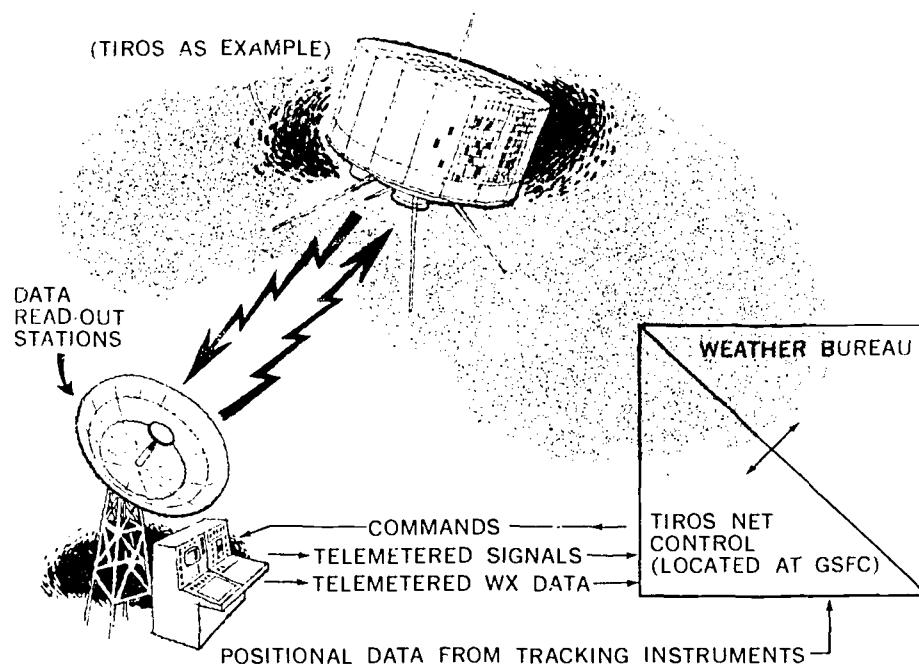 (TIROS AS EXAMPLE)
DATA
READ-OUT
STATIONS
WEATHER BUREAU
COMMANDS
TELEMETERED SIGNALS
TELEMETERED WX DATA
TIROS NET
CONTROL
(LOCATED AT GSFC)
POSITIONAL DATA FROM TRACKING INSTRUMENTS